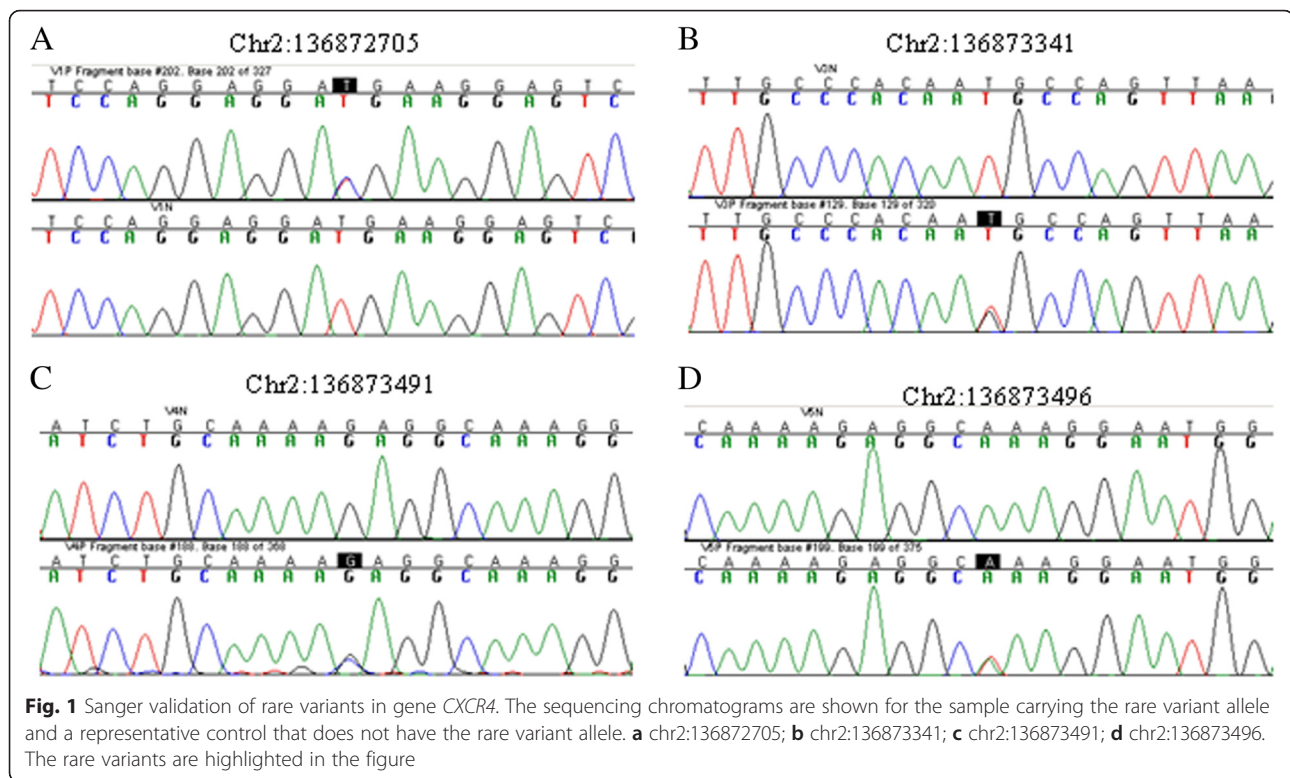 A
Chr2:136872705
V1P Fragment base #202. Base 202 of 327
T C C A G G A G G A T G A A G G A G T C
T C C A G G A G G A T G A A G G A G T C
V1N
T C C A G G A G G A T G A A G G A G T C
T C C A G G A G G A T G A A G G A G T C
B
Chr2:136873341
V3N
T T G C C C A C A A T G C C A G T T A A
T T G C C C A C A A T G C C A G T T A A
V3P Fragment base #129. Base 129 of 320
T T G C C C A C A A T G C C A G T T A A
T T G C C C A C A A T G C C A G T T A A
C
Chr2:136873491
V4N
A T C T G C A A A A G A G G C A A A G G
A T C T G C A A A A G A G G C A A A G G
V4P Fragment base #188. Base 188 of 368
A T C T G C A A A A G A G G C A A A G G
A T C T G C A A A A G A G G C A A A G G
D
Chr2:136873496
V5N
C A A A A G A G G C A A A G G A A T G G
C A A A A G A G G C A A A G G A A T G G
V5P Fragment base #199. Base 199 of 375
C A A A A G A G G C A A A G G A A T G G
C A A A A G A G G C A A A G G A A T G G
Fig. 1 Sanger validation of rare variants in gene CXCR4. The sequencing chromatograms are shown for the sample carrying the rare variant allele
and a representative control that does not have the rare variant allele. a chr2:136872705; b chr2:136873341; c chr2:136873491; d chr2:136873496.
The rare variants are highlighted in the figure